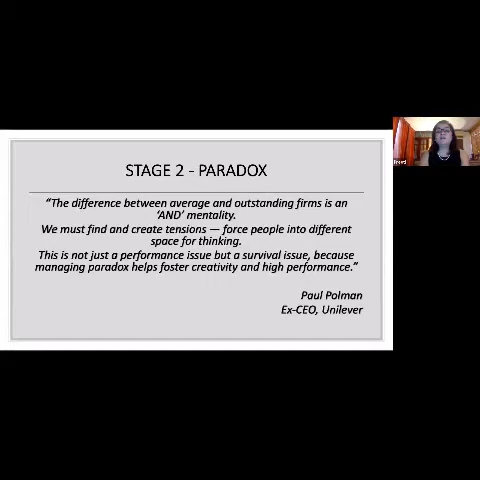 STAGE 2 - PARADOX
“The difference between average and outstanding firms is an
‘AND’ mentality.
We must find and create tensions — force people into different
space for thinking.
This is not just a performance issue but a survival issue, because
managing paradox helps foster creativity and high performance.”
Paul Polman
Ex-CEO, Unilever